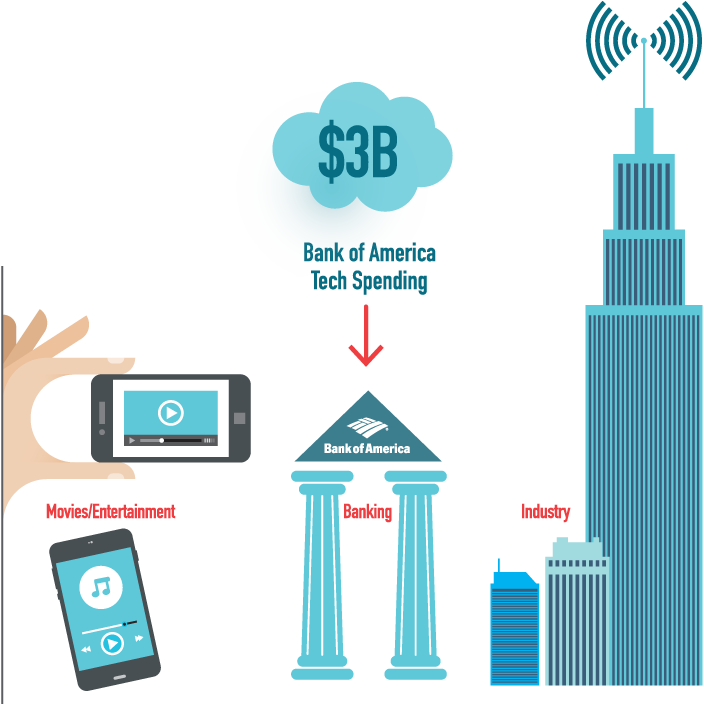 $3B
Bank of America
Tech Spending
Bank of America
Movies/Entertainment
Banking
Industry